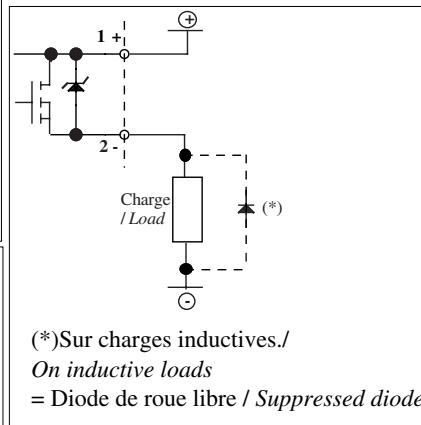 +
1 +
2 -
Charge
/ Load
(*)
-
(*)Sur charges inductives./
On inductive loads
= Diode de roue libre / Suppressed diode